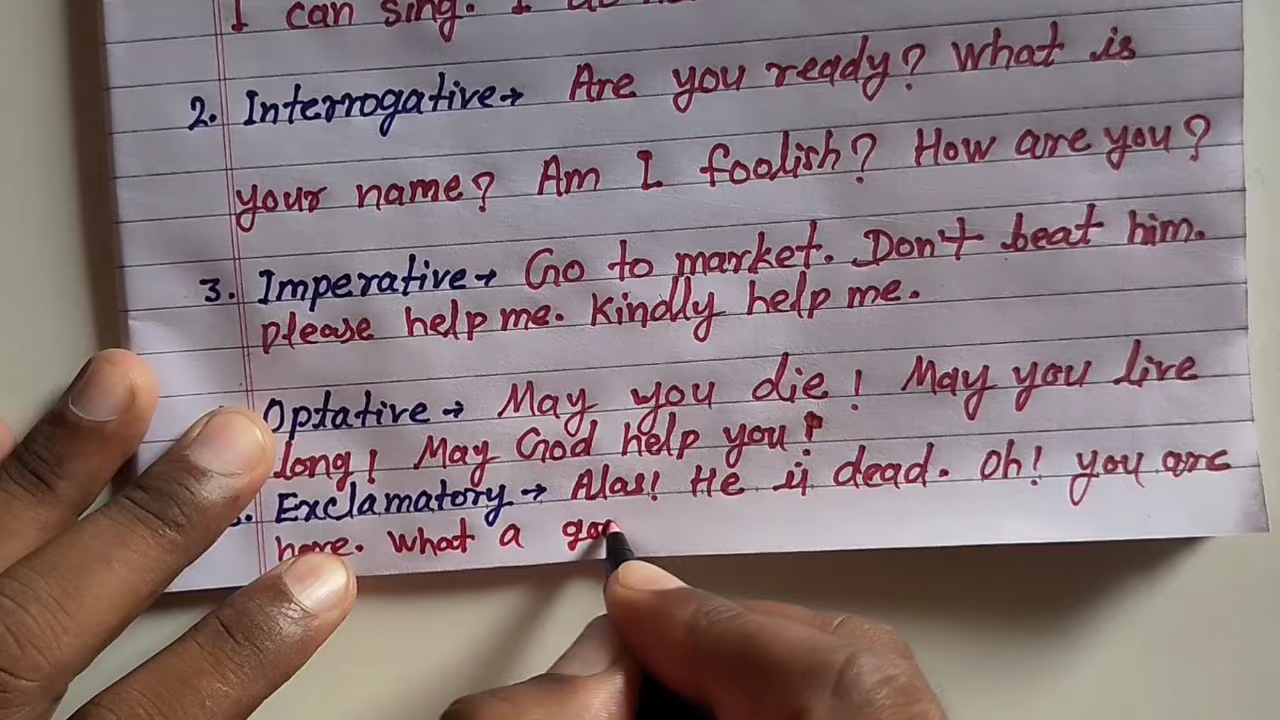 I can sing. I
2. Interrogative→ Are you ready? What is
your name? Am I foolish? How are you?
3. Imperative→ Go to market. Don't beat him.
please help me. Kindly help me.
Optative→ May you die! May you live
long! May God help you!
Exclamatory→ Alas! He is dead. Oh! you are
here. What a